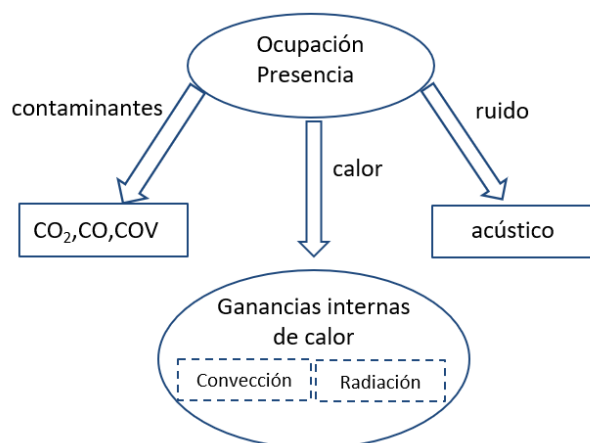 Ocupación
Presencia
contaminantes
ruido
calor
CO₂,CO,COV
acústico
Ganancias internas
de calor
Convección
Radiación